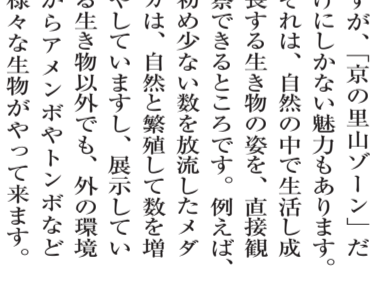 すが、「京の里山ゾーン」だ
けにしかない魅力もあります。
それは、自然の中で生活し成
長する生き物の姿を、直接観
察できるところです。例えば、
初め少ない数を放流したメダ
カは、自然と繁殖して数を増
やしていますし、展示してい
る生き物以外でも、外の環境
からアメンボやトンボなど
様々な生物がやって来ます。